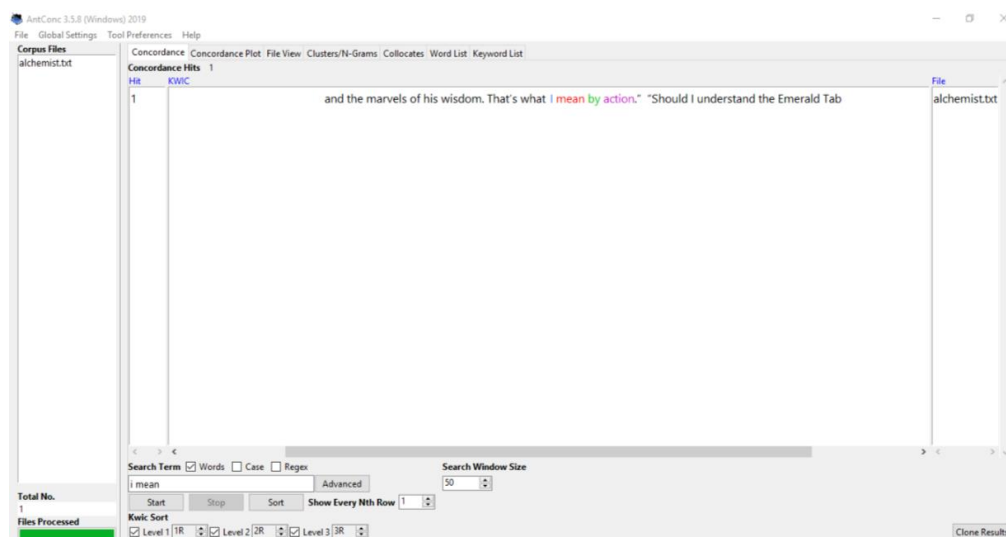 AntConc 3.5.8 (Windows) 2019
File Global Settings Tool Preferences Help
Corpus Files
alchemist.txt
Concordance Concordance Plot File View Clusters/N-Grams Collocates Word List Keyword List
Concordance Hits 1
Hit KWIC File
1 and the marvels of his wisdom. That's what I mean by action." "Should I understand the Emerald Tab alchemist.txt
Search Term Words Case Regex Search Window Size
i mean Advanced 50
Start Stop Sort Show Every Nth Row 1
Total No.
1
Files Processed
Kwic Sort
Level 1 1R Level 2 2R Level 3 3R Clone Results